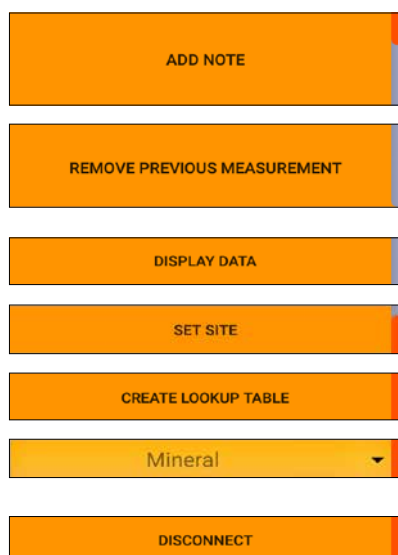 ADD NOTE
REMOVE PREVIOUS MEASUREMENT
DISPLAY DATA
SET SITE
CREATE LOOKUP TABLE
Mineral
DISCONNECT